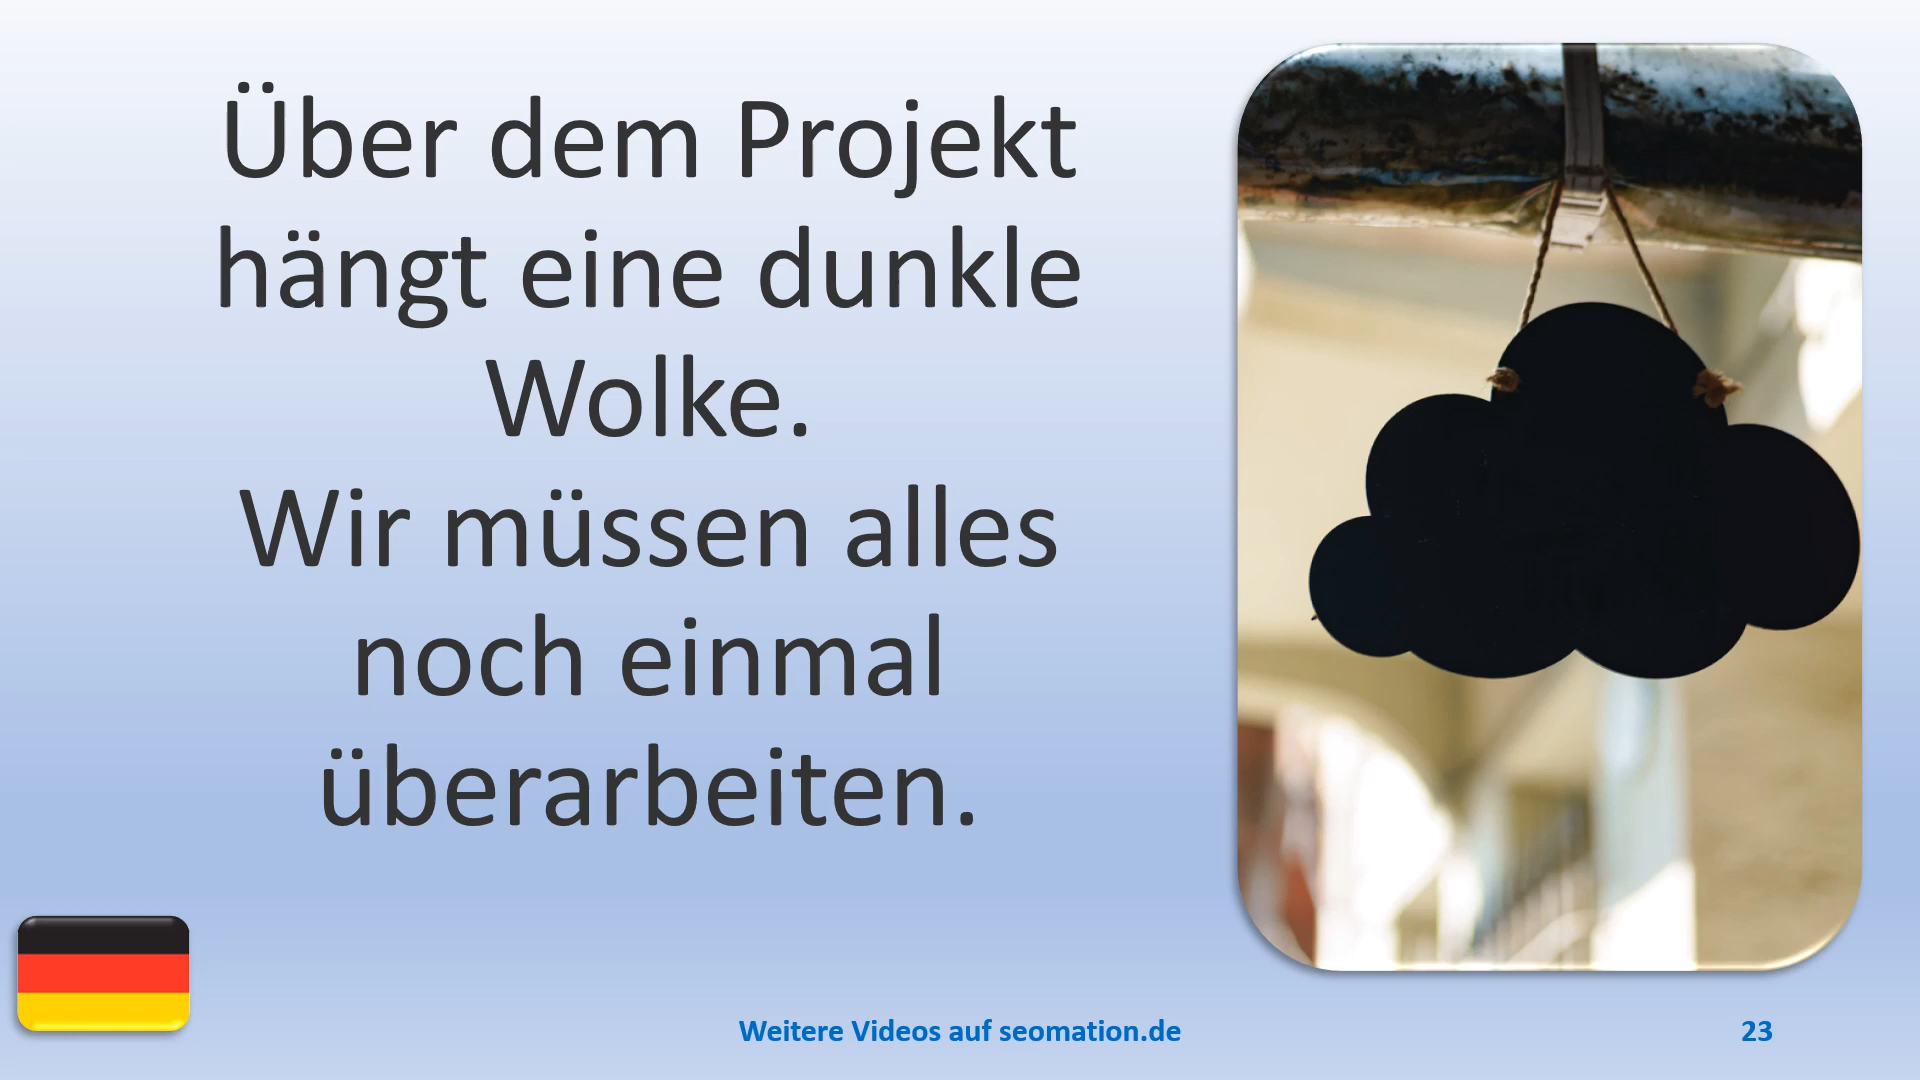 Über dem Projekt
hängt eine dunkle
Wolke.
Wir müssen alles
noch einmal
überarbeiten.
Weitere Videos auf seomation.de
23